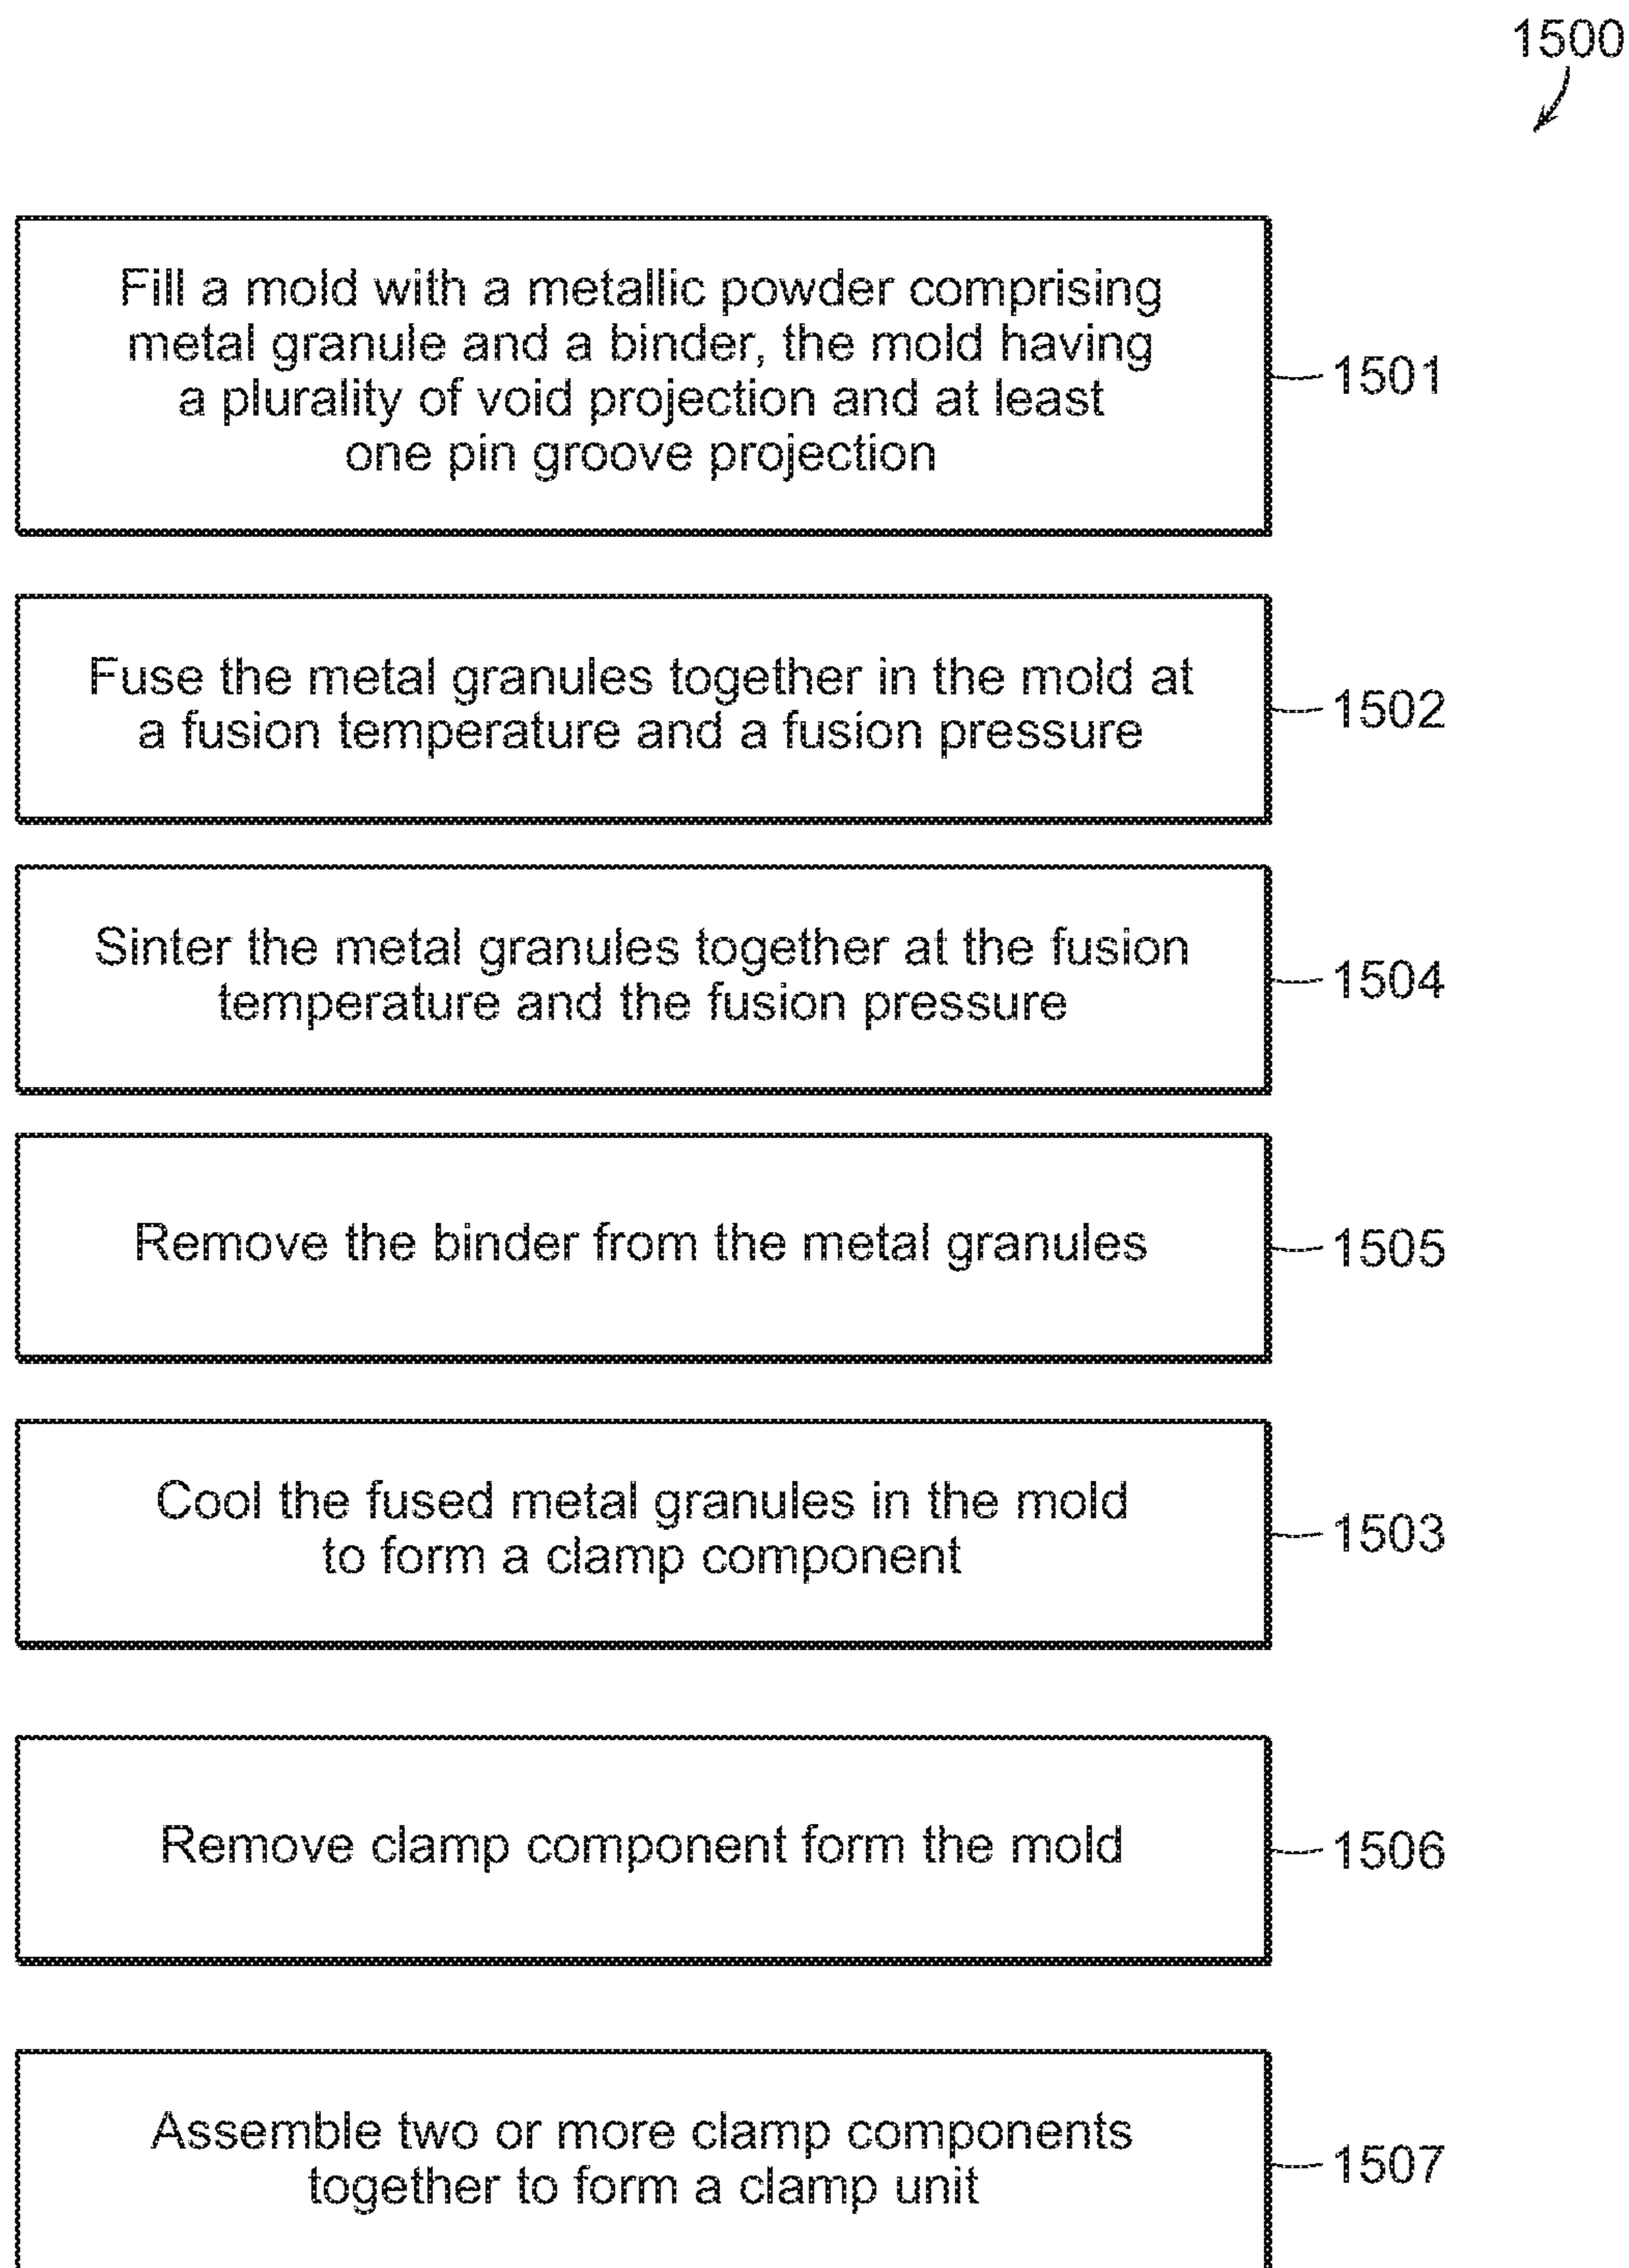 1500
Fill a mold with a metallic powder comprising
metal granule and a binder, the mold having
a plurality of void projection and at least
one pin groove projection
1501
Fuse the metal granules together in the mold at
a fusion temperature and a fusion pressure
1502
Sinter the metal granules together at the fusion
temperature and the fusion pressure
1504
Remove the binder from the metal granules
1505
Cool the fused metal granules in the mold
to form a clamp component
1503
Remove clamp component form the mold
1506
Assemble two or more clamp components
together to form a clamp unit
1507